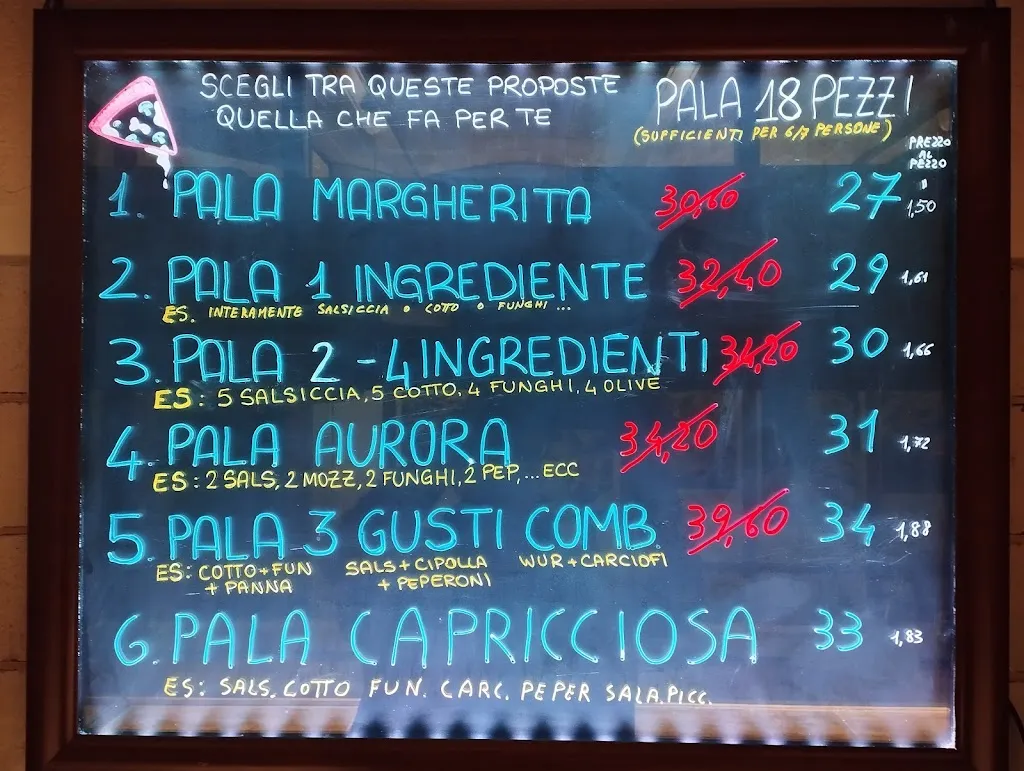 SCEGLI TRA QUESTE PROPOSTE
QUELLA CHE FA PER TE
PALA 18 PEZZI
(SUFFICIENTI PER 6/7 PERSONE)
PREZZO
AL
PEZZO
1. PALA MARGHERITA 30,60 27 1,50
2. PALA 1 INGREDIENTE 32,40 29 1,61
ES. INTERAMENTE SALSICCIA O COTTO O FUNGHI ...
3. PALA 2-4 INGREDIENTI 34,20 30 1,66
ES: 5 SALSICCIA, 5 COTTO, 4 FUNGHI, 4 OLIVE
4. PALA AURORA 34,20 31 1,72
ES: 2 SALS, 2 MOZZ, 2 FUNGHI, 2 PEP, ... ECC
5. PALA 3 GUSTI COMB. 39,60 34 1,88
ES: COTTO+FUN SALS+CIPOLLA WUR+CARCIOFI
+ PANNA + PEPERONI
6. PALA CAPRICCIOSA 33 1,83
ES: SALS. COTTO FUN. CARC. PEPER SALA.PICC.